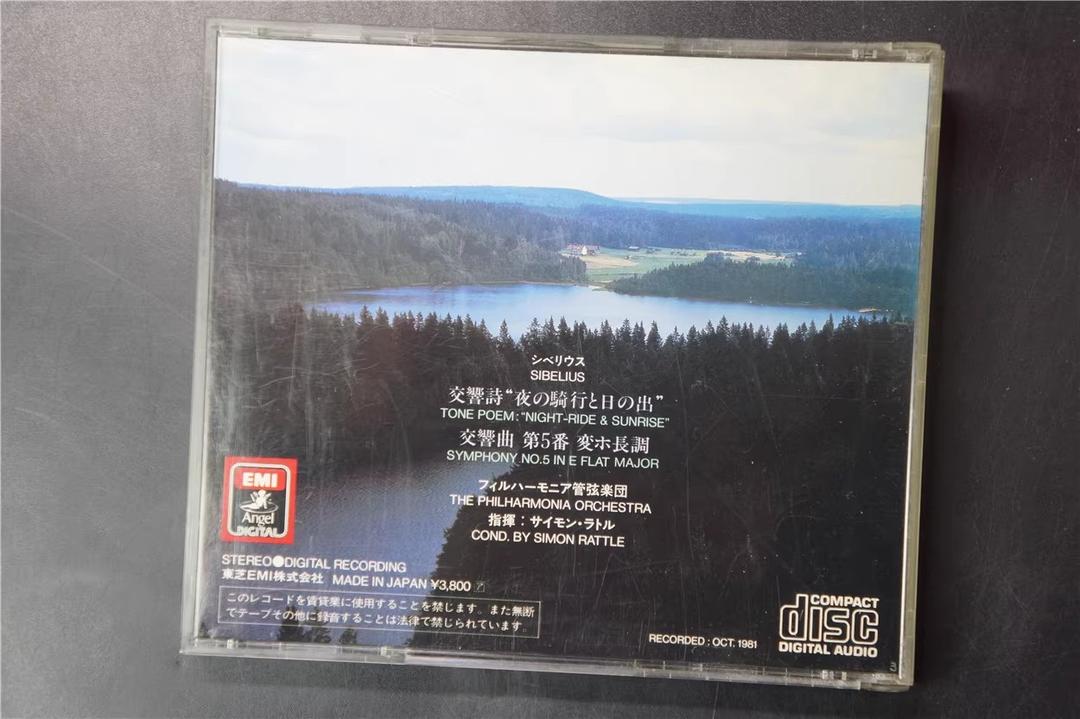 シベリウス
SIBELIUS
交響詩“夜の騎行と日の出”
TONE POEM: “NIGHT-RIDE & SUNRISE”
交響曲 第5番 変ホ長調
SYMPHONY NO.5 IN E FLAT MAJOR
フィルハーモニア管弦楽団
THE PHILHARMONIA ORCHESTRA
指揮：サイモン・ラトル
COND. BY SIMON RATTLE
EMI
Angel
DIGITAL
STEREO●DIGITAL RECORDING
東芝EMI株式会社 MADE IN JAPAN ¥3,800
このレコードを賃貸業に使用することを禁じます。また無断
でテープその他に録音することは法律で禁じられています。
RECORDED : OCT. 1981
COMPACT
disc
DIGITAL AUDIO
3